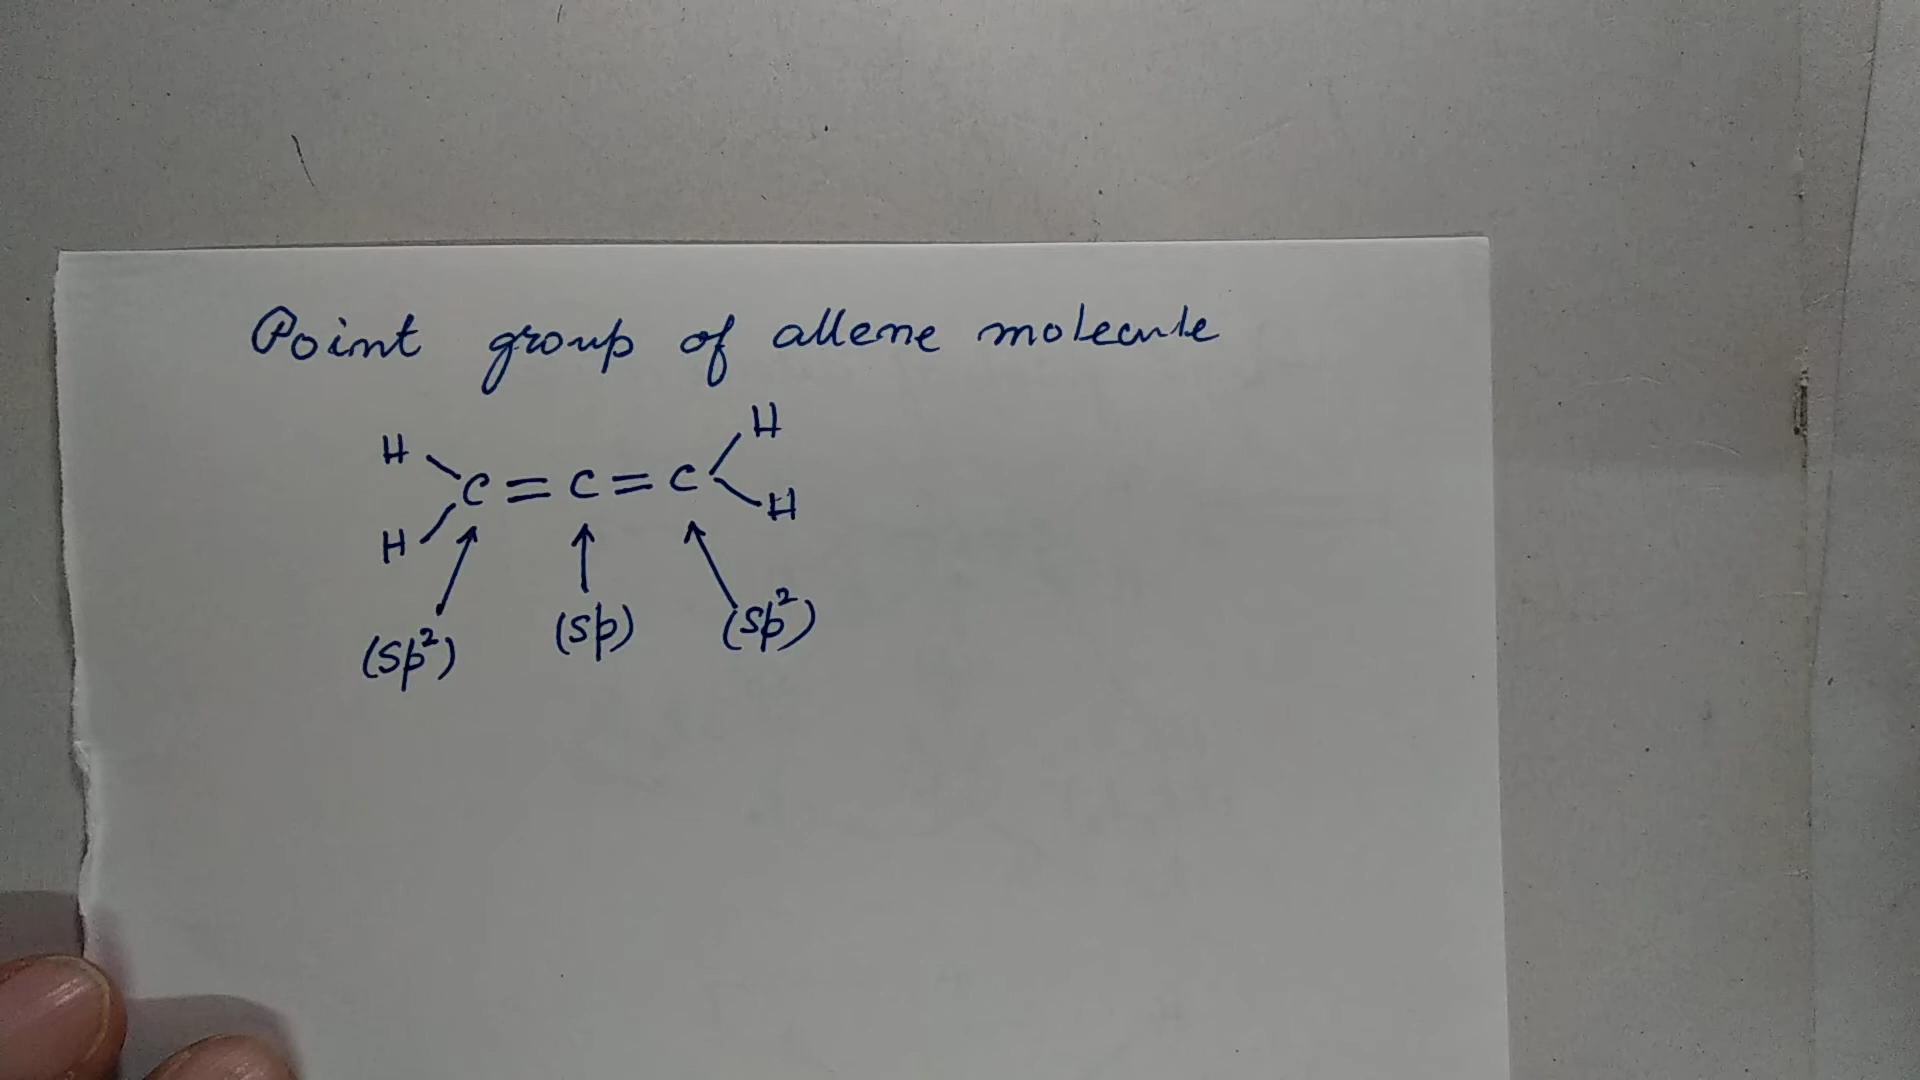 Point group of allene molecule
H H
C = C = C
H H
(sp²) (sp) (sp²)